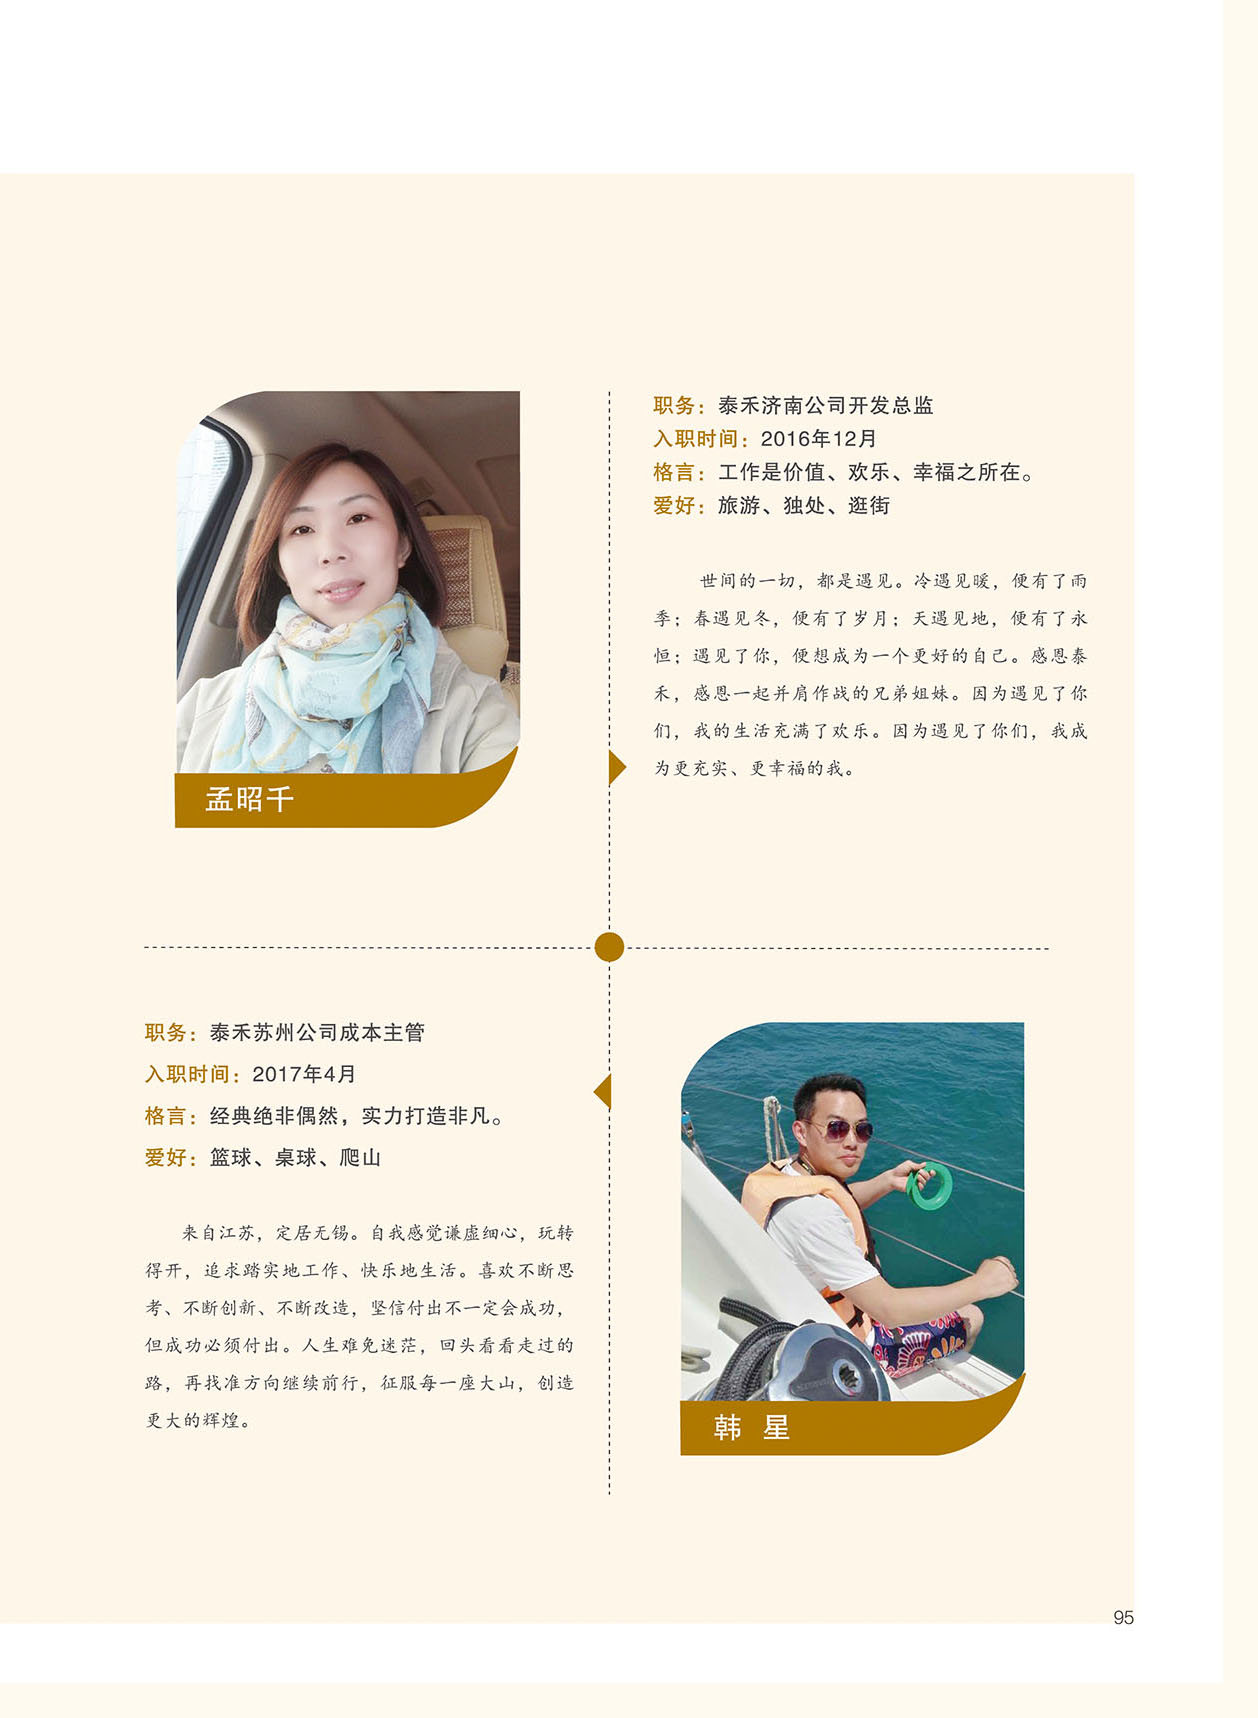 职务：泰禾济南公司开发总监
入职时间：2016年12月
格言：工作是价值、欢乐、幸福之所在。
爱好：旅游、独处、逛街
世间的一切，都是遇见。冷遇见暖，便有了雨
季；春遇见冬，便有了岁月；天遇见地，便有了永
恒；遇见了你，便想成为一个更好的自己。感恩泰
禾，感恩一起并肩作战的兄弟姐妹。因为遇见了你
们，我的生活充满了欢乐。因为遇见了你们，我成
为更充实、更幸福的我。
孟昭千
职务：泰禾苏州公司成本主管
入职时间：2017年4月
格言：经典绝非偶然，实力打造非凡。
爱好：篮球、桌球、爬山
来自江苏，定居无锡。自我感觉谦虚细心，玩转
得开，追求踏实地工作、快乐地生活。喜欢不断思
考、不断创新、不断改造，坚信付出不一定会成功，
但成功必须付出。人生难免迷茫，回头看看走过的
路，再找准方向继续前行，征服每一座大山，创造
更大的辉煌。
韩 星
95